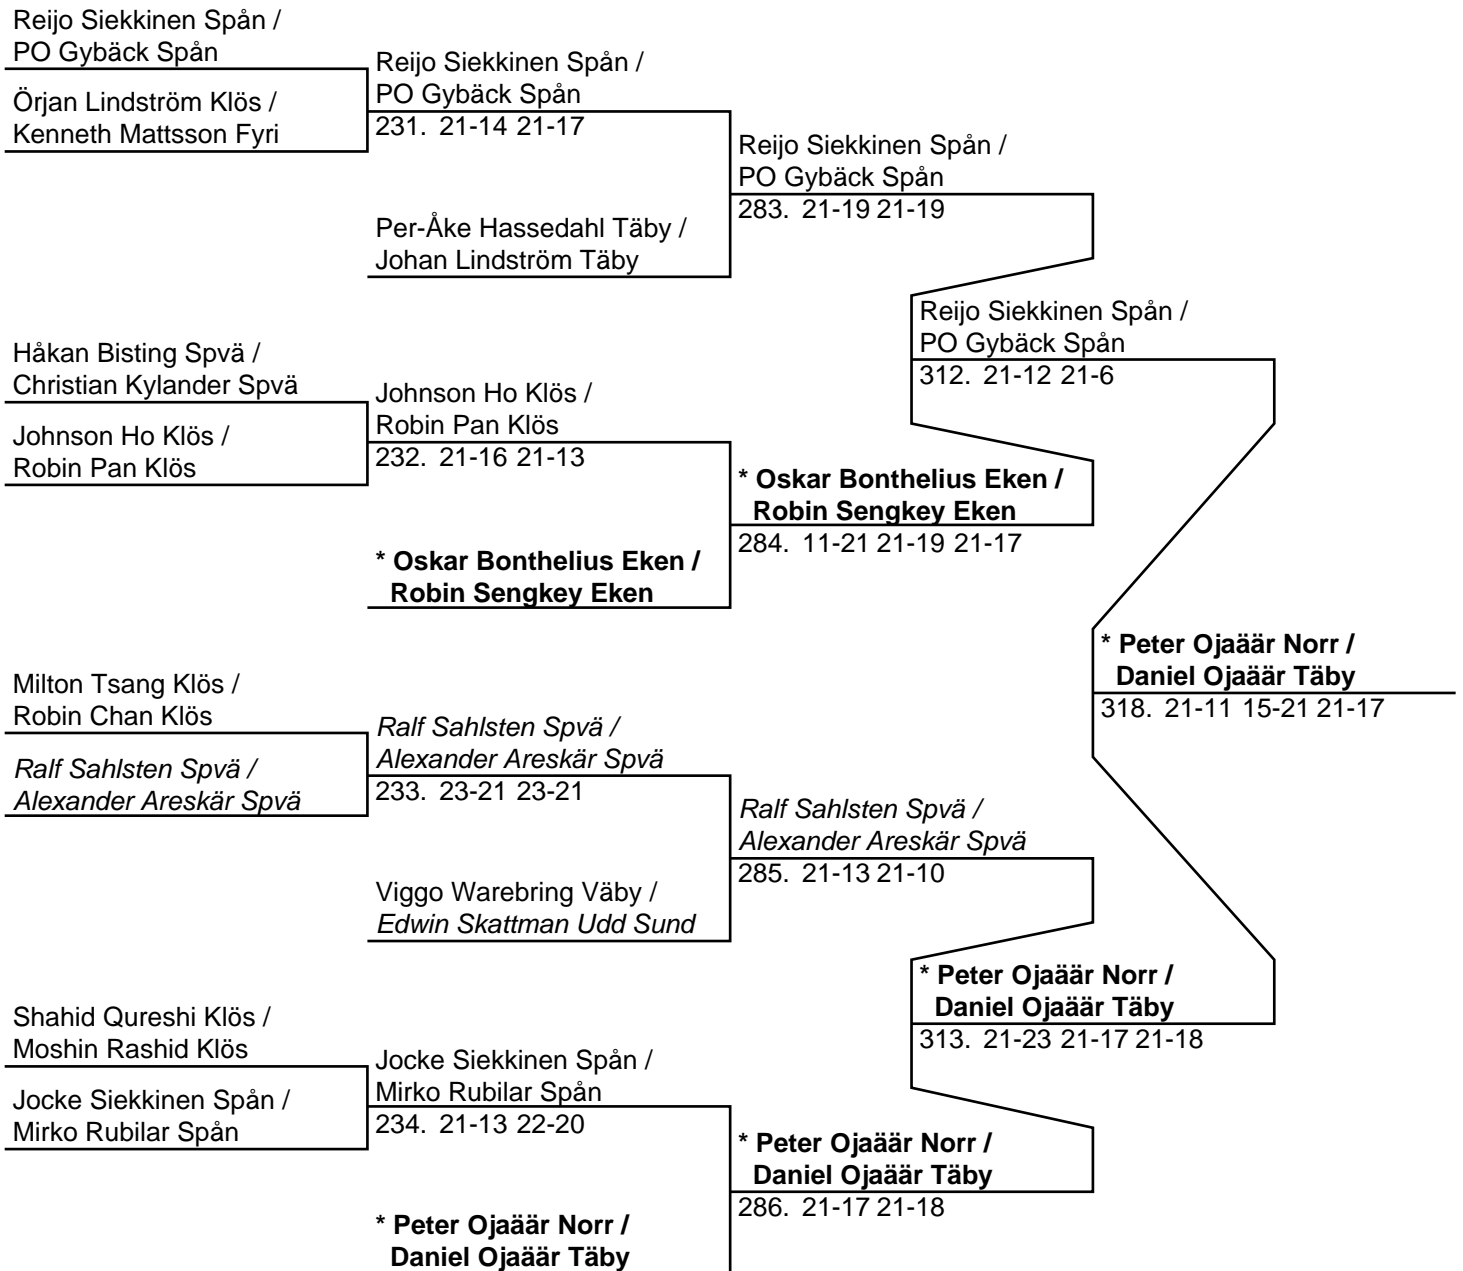 Reijo Siekkinen Spån /
PO Gybäck Spån
Örjan Lindström Klös /
Kenneth Mattsson Fyri
Håkan Bisting Spvä /
Christian Kylander Spvä
Johnson Ho Klös /
Robin Pan Klös
Milton Tsang Klös /
Robin Chan Klös
Ralf Sahlsten Spvä /
Alexander Areskär Spvä
Shahid Qureshi Klös /
Moshin Rashid Klös
Jocke Siekkinen Spån /
Mirko Rubilar Spån
Reijo Siekkinen Spån /
PO Gybäck Spån
231. 21-14 21-17
Per-Åke Hassedahl Täby /
Johan Lindström Täby
Johnson Ho Klös /
Robin Pan Klös
232. 21-16 21-13
* Oskar Bonthelius Eken /
Robin Sengkey Eken
Ralf Sahlsten Spvä /
Alexander Areskär Spvä
233. 23-21 23-21
Viggo Warebring Väby /
Edwin Skattman Udd Sund
Jocke Siekkinen Spån /
Mirko Rubilar Spån
234. 21-13 22-20
* Peter Ojaäär Norr /
Daniel Ojaäär Täby
Reijo Siekkinen Spån /
PO Gybäck Spån
283. 21-19 21-19
* Oskar Bonthelius Eken /
Robin Sengkey Eken
284. 11-21 21-19 21-17
Ralf Sahlsten Spvä /
Alexander Areskär Spvä
285. 21-13 21-10
* Peter Ojaäär Norr /
Daniel Ojaäär Täby
286. 21-17 21-18
Reijo Siekkinen Spån /
PO Gybäck Spån
312. 21-12 21-6
* Peter Ojaäär Norr /
Daniel Ojaäär Täby
313. 21-23 21-17 21-18
* Peter Ojaäär Norr /
Daniel Ojaäär Täby
318. 21-11 15-21 21-17